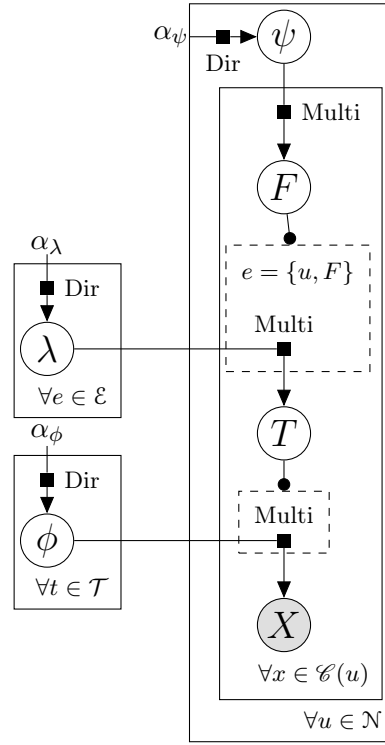 α_ψ
ψ
Dir
Multi
F
e = {u, F}
α_λ
Dir
Multi
λ
∀e ∈ ℰ
T
α_ϕ
Dir
Multi
ϕ
∀t ∈ 𝒯
X
∀x ∈ 𝒞(u)
∀u ∈ 𝒩